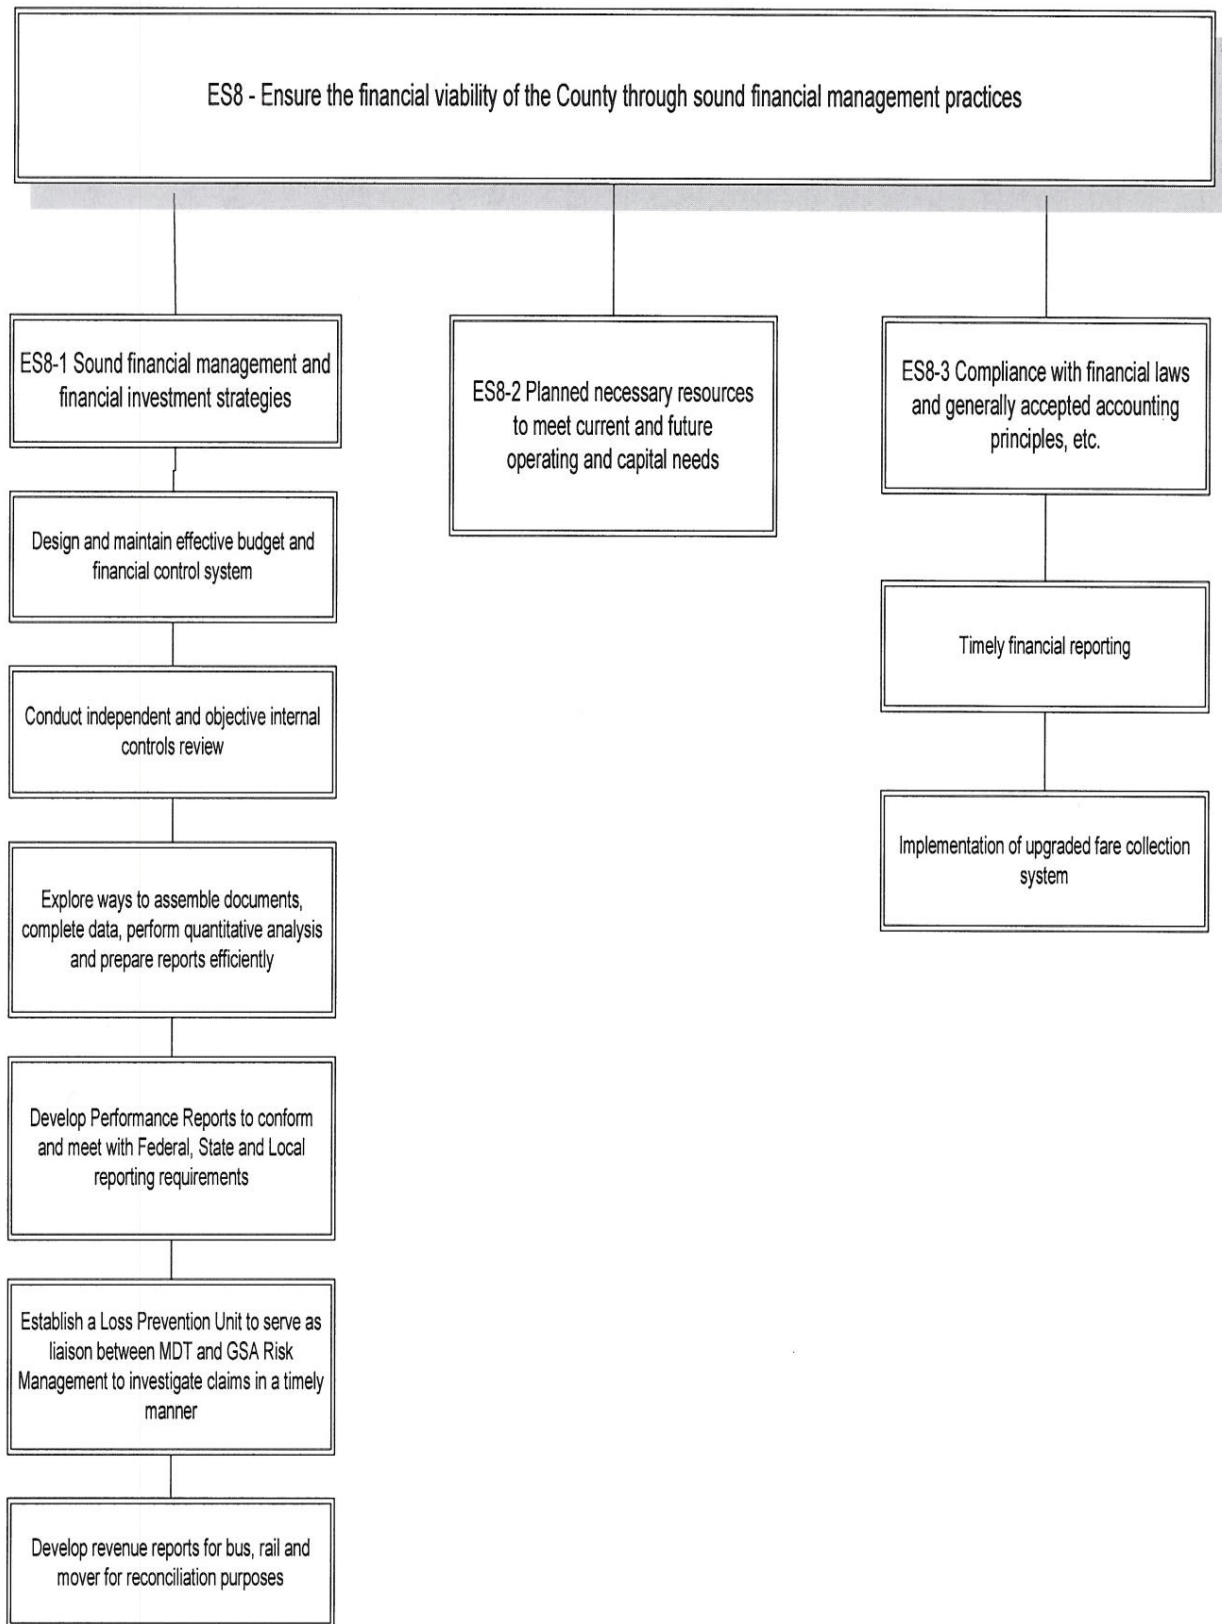 ES8 - Ensure the financial viability of the County through sound financial management practices
ES8-1 Sound financial management and
financial investment strategies
Design and maintain effective budget and
financial control system
Conduct independent and objective internal
controls review
Explore ways to assemble documents,
complete data, perform quantitative analysis
and prepare reports efficiently
Develop Performance Reports to conform
and meet with Federal, State and Local
reporting requirements
Establish a Loss Prevention Unit to serve as
liaison between MDT and GSA Risk
Management to investigate claims in a timely
manner
Develop revenue reports for bus, rail and
mover for reconciliation purposes
ES8-2 Planned necessary resources
to meet current and future
operating and capital needs
ES8-3 Compliance with financial laws
and generally accepted accounting
principles, etc.
Timely financial reporting
Implementation of upgraded fare collection
system